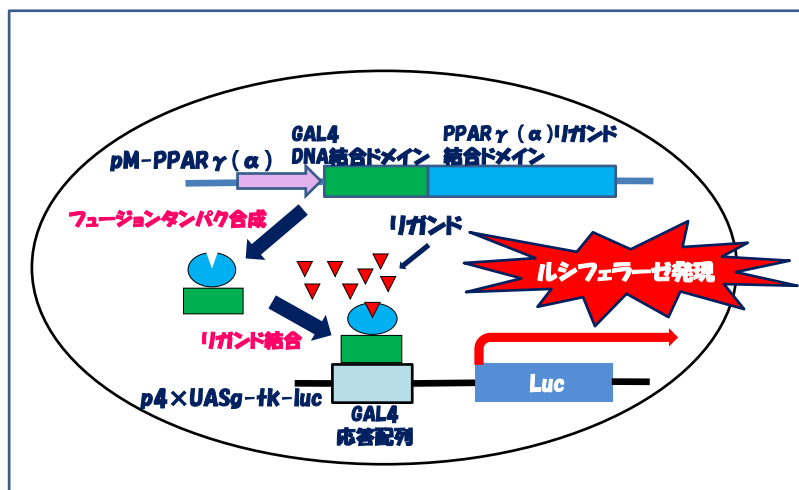 GAL4
DNA結合ドメイン
PPARγ(α)リガンド
結合ドメイン
pM-PPARγ(α)
フュージョンタンパク合成
リガンド
ルシフェラーゼ発現
リガンド結合
p4×UASg-tk-luc
Luc
GAL4
応答配列